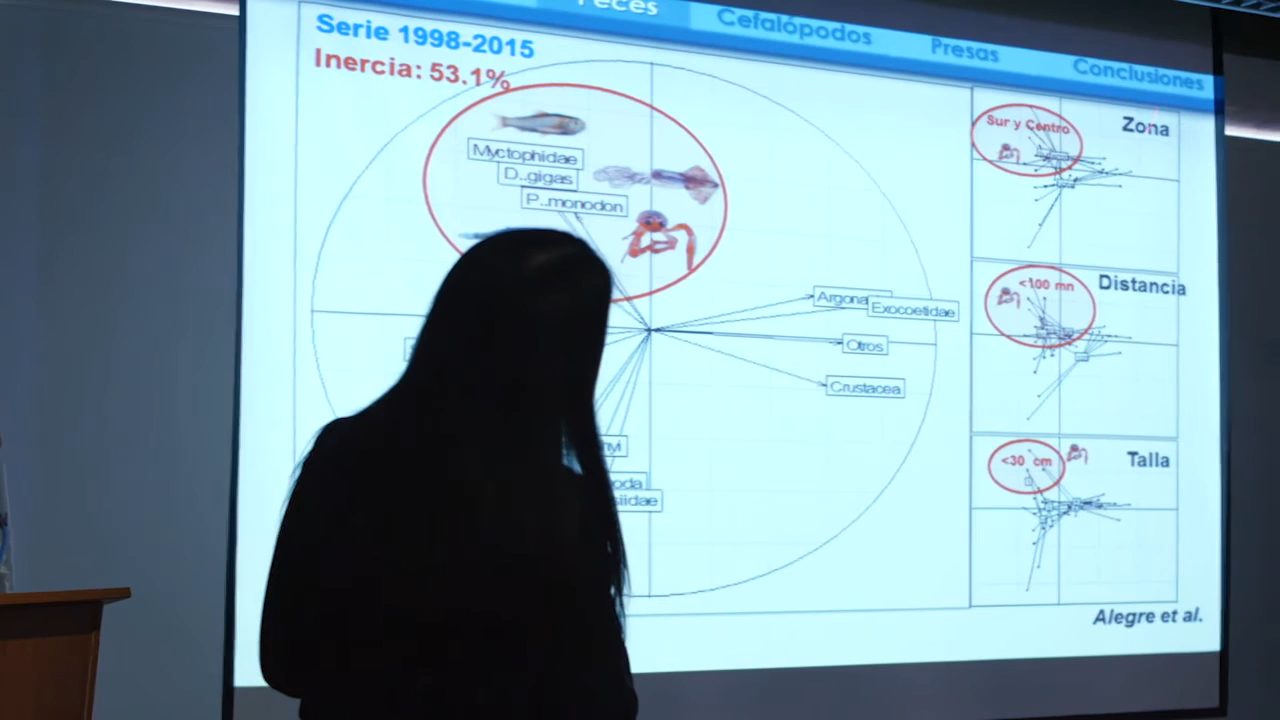 Peces
Cefalópodos
Presas
Conclusiones
Serie 1998-2015
Inercia: 53.1%
Myctophidae
D..gigas
P..monodon
Exocoetidae
Otros
Crustacea
Sur y Centro
Zona
<100 mn
Distancia
<30 cm
Talla
Alegre et al.